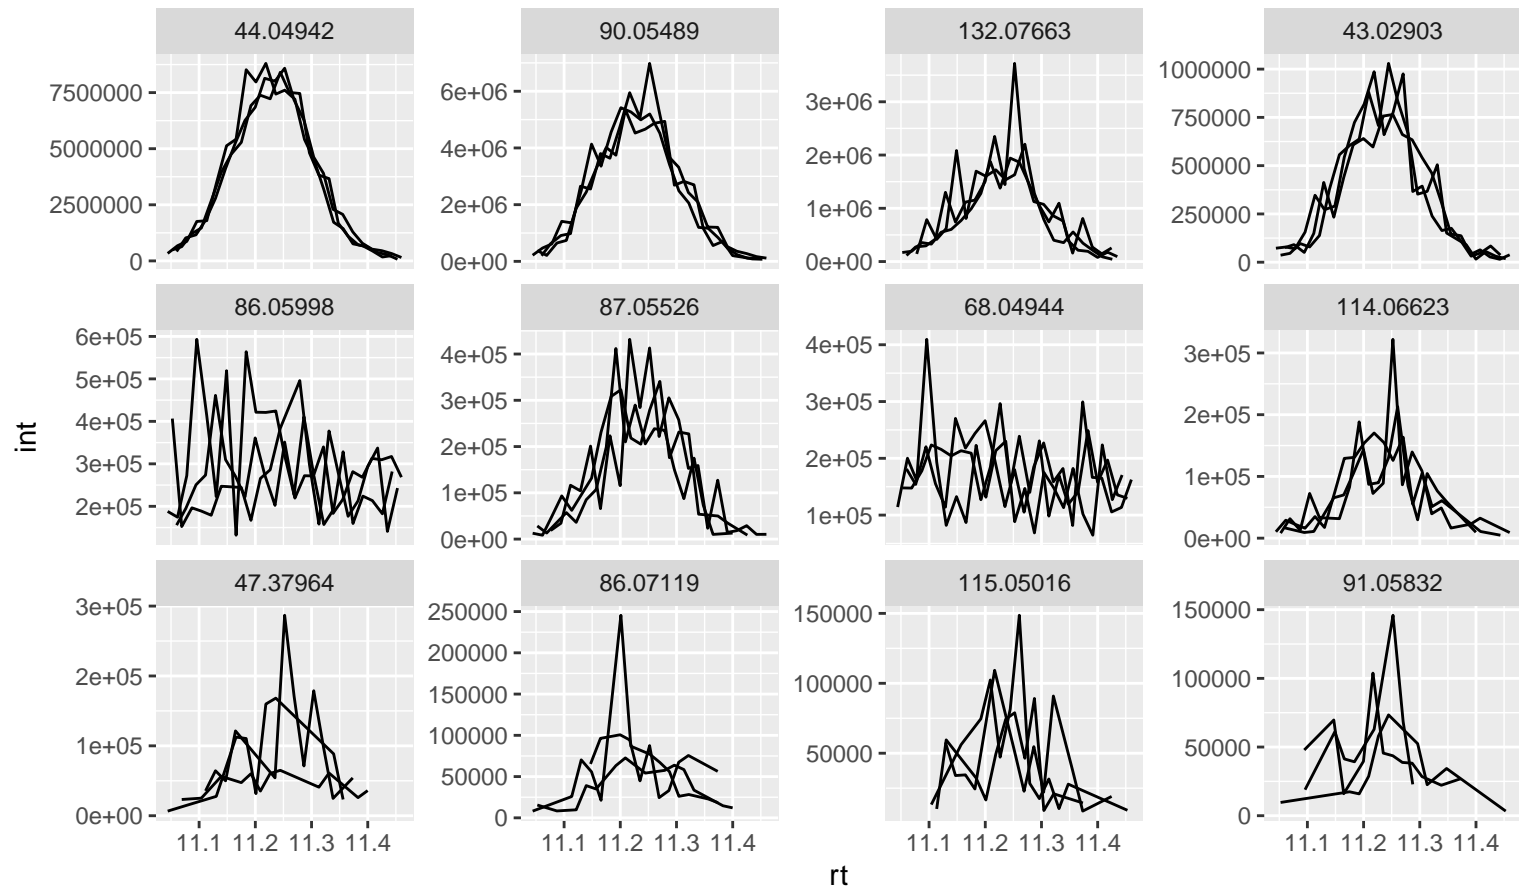 44.04942 90.05489 132.07663 43.02903
7500000 5000000 2500000 0
6e+06 4e+06 2e+06 0e+00
3e+06 2e+06 1e+06 0e+00
1000000 750000 500000 250000 0
86.05998 87.05526 68.04944 114.06623
6e+05 5e+05 4e+05 3e+05 2e+05
4e+05 3e+05 2e+05 1e+05 0e+00
4e+05 3e+05 2e+05 1e+05
3e+05 2e+05 1e+05 0e+00
int
47.37964 86.07119 115.05016 91.05832
3e+05 2e+05 1e+05 0e+00
250000 200000 150000 100000 50000 0
150000 100000 50000
150000 100000 50000 0
11.1 11.2 11.3 11.4 11.1 11.2 11.3 11.4 11.1 11.2 11.3 11.4 11.1 11.2 11.3 11.4
rt